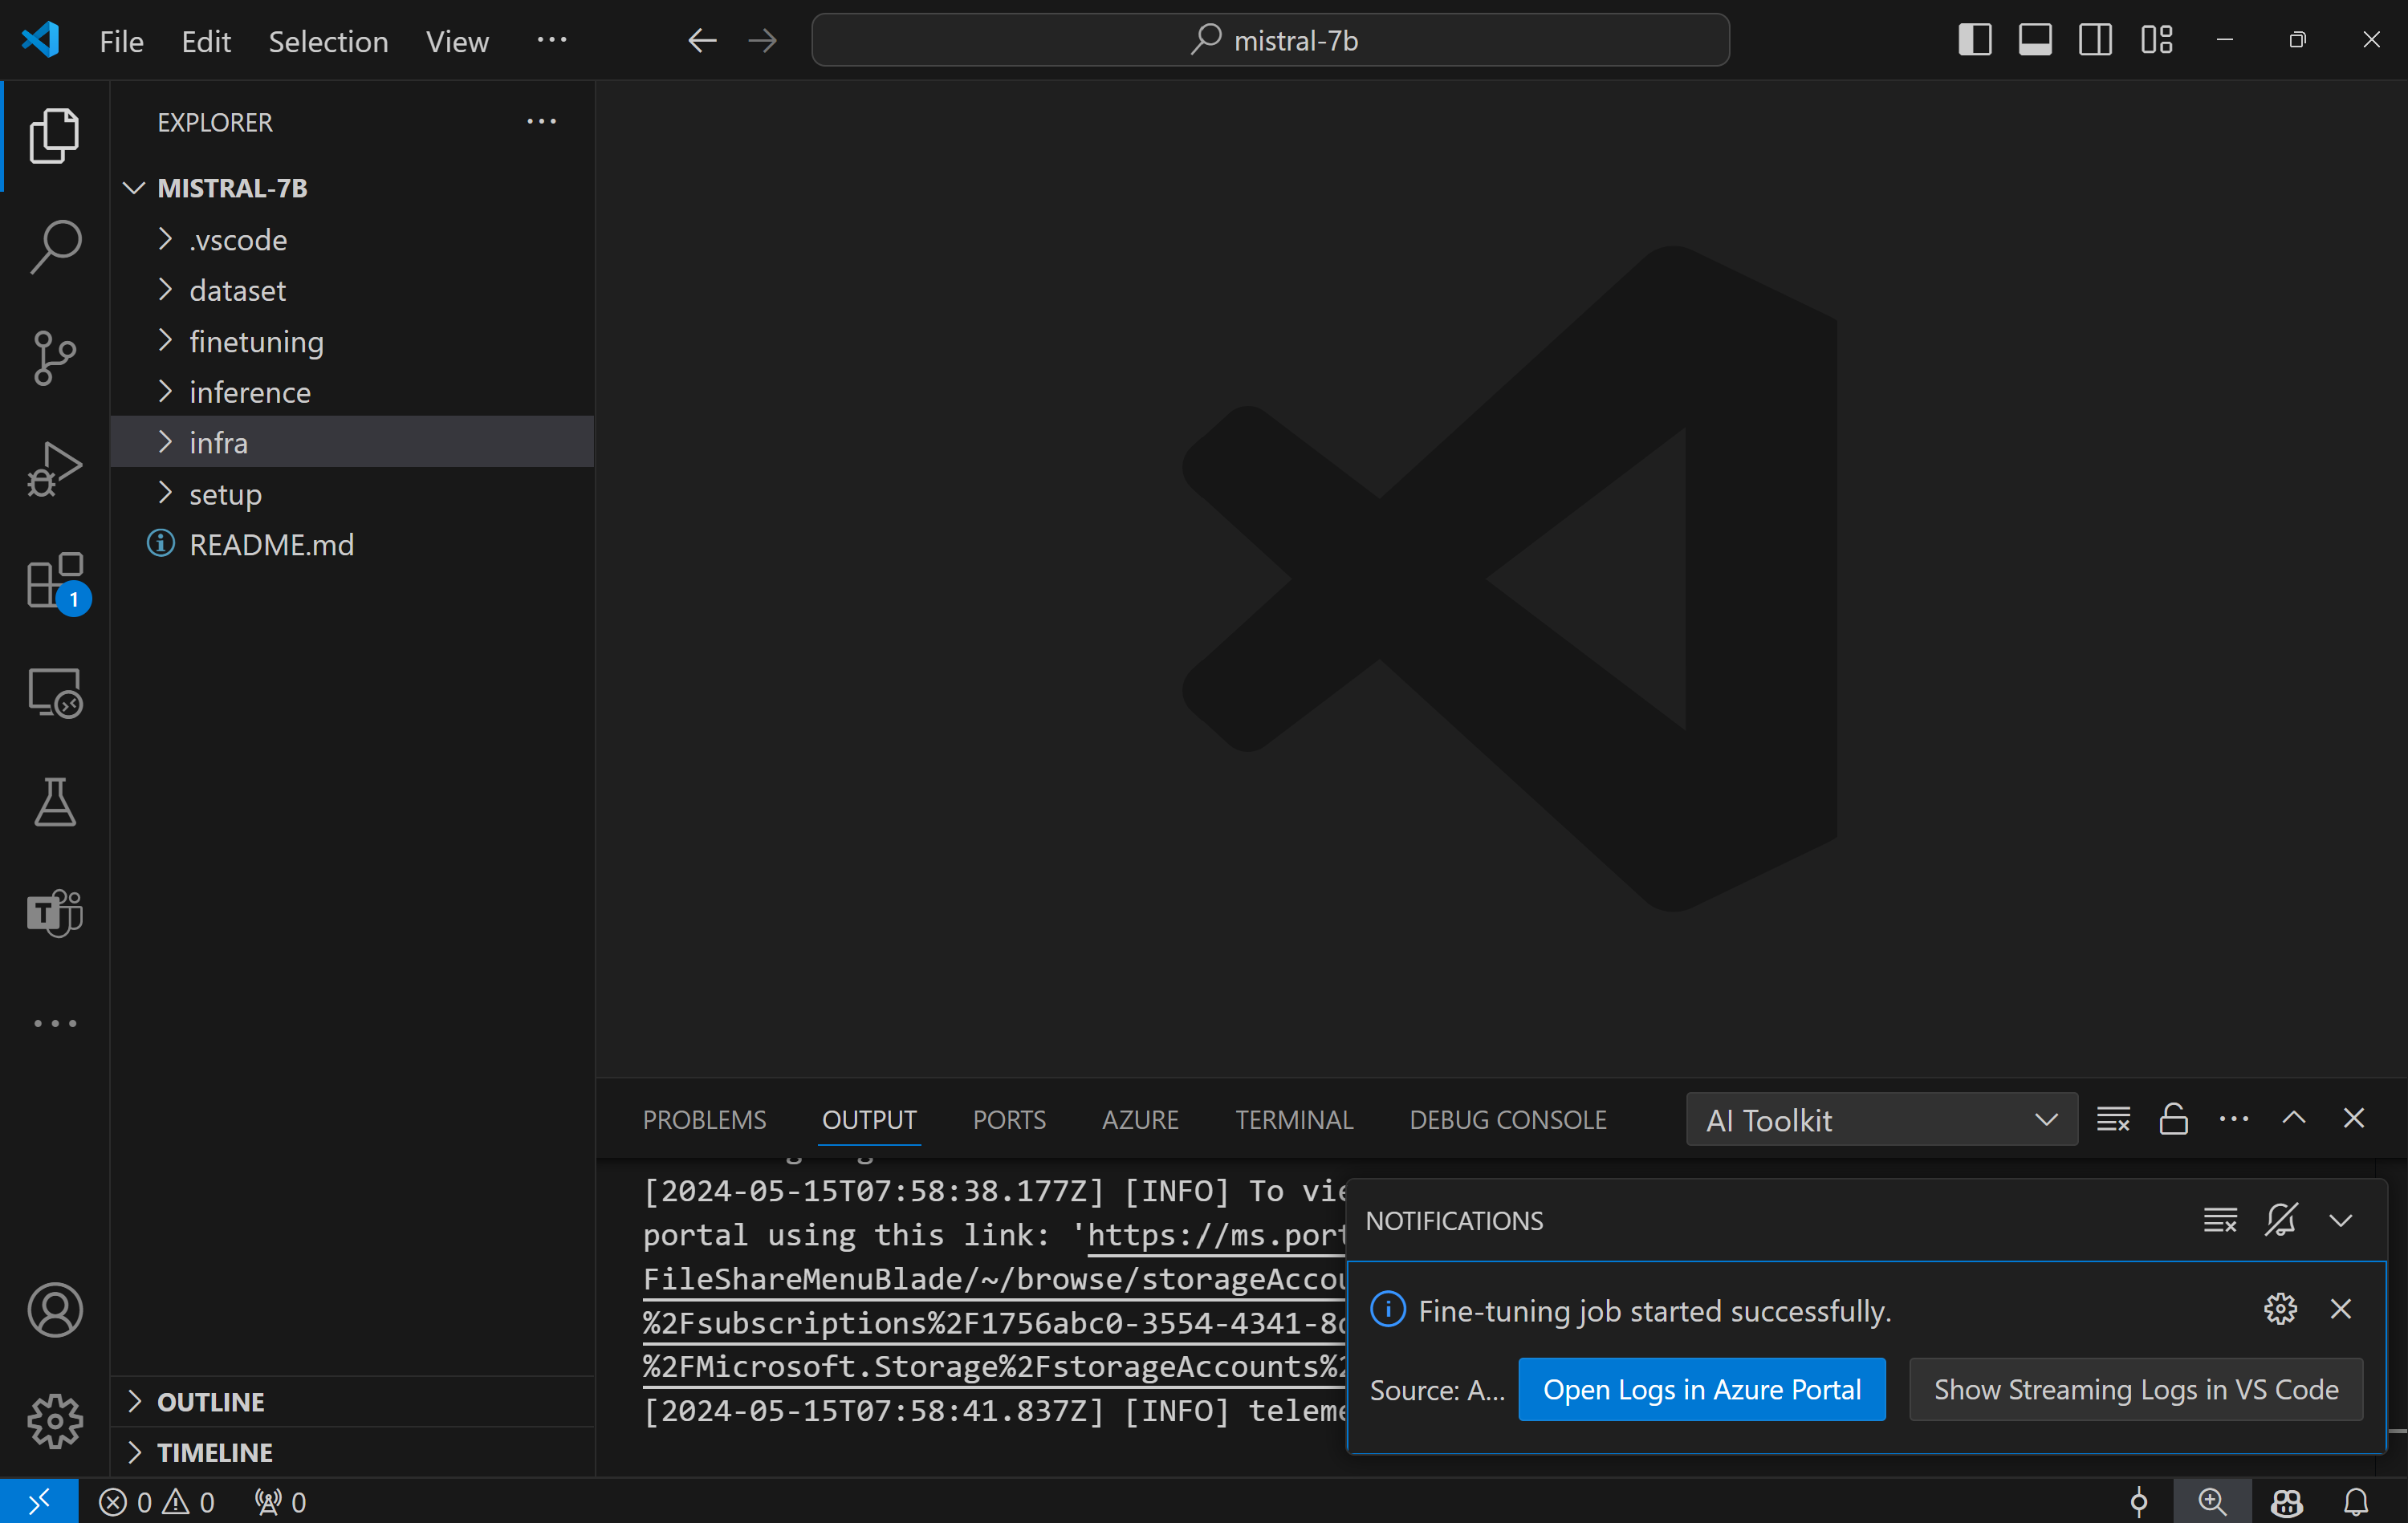 File Edit Selection View ···
mistral-7b
EXPLORER
MISTRAL-7B
.vscode
dataset
finetuning
inference
infra
setup
README.md
1
OUTLINE
TIMELINE
PROBLEMS OUTPUT PORTS AZURE TERMINAL DEBUG CONSOLE
AI Toolkit
[2024-05-15T07:58:38.177Z] [INFO] To vie
portal using this link: 'https://ms.port
FileShareMenuBlade/~/browse/storageAccou
%2Fsubscriptions%2F1756abc0-3554-4341-8d
%2FMicrosoft.Storage%2FstorageAccounts%2
[2024-05-15T07:58:41.837Z] [INFO] teleme
NOTIFICATIONS
Fine-tuning job started successfully.
Source: A...
Open Logs in Azure Portal
Show Streaming Logs in VS Code
0 0 0